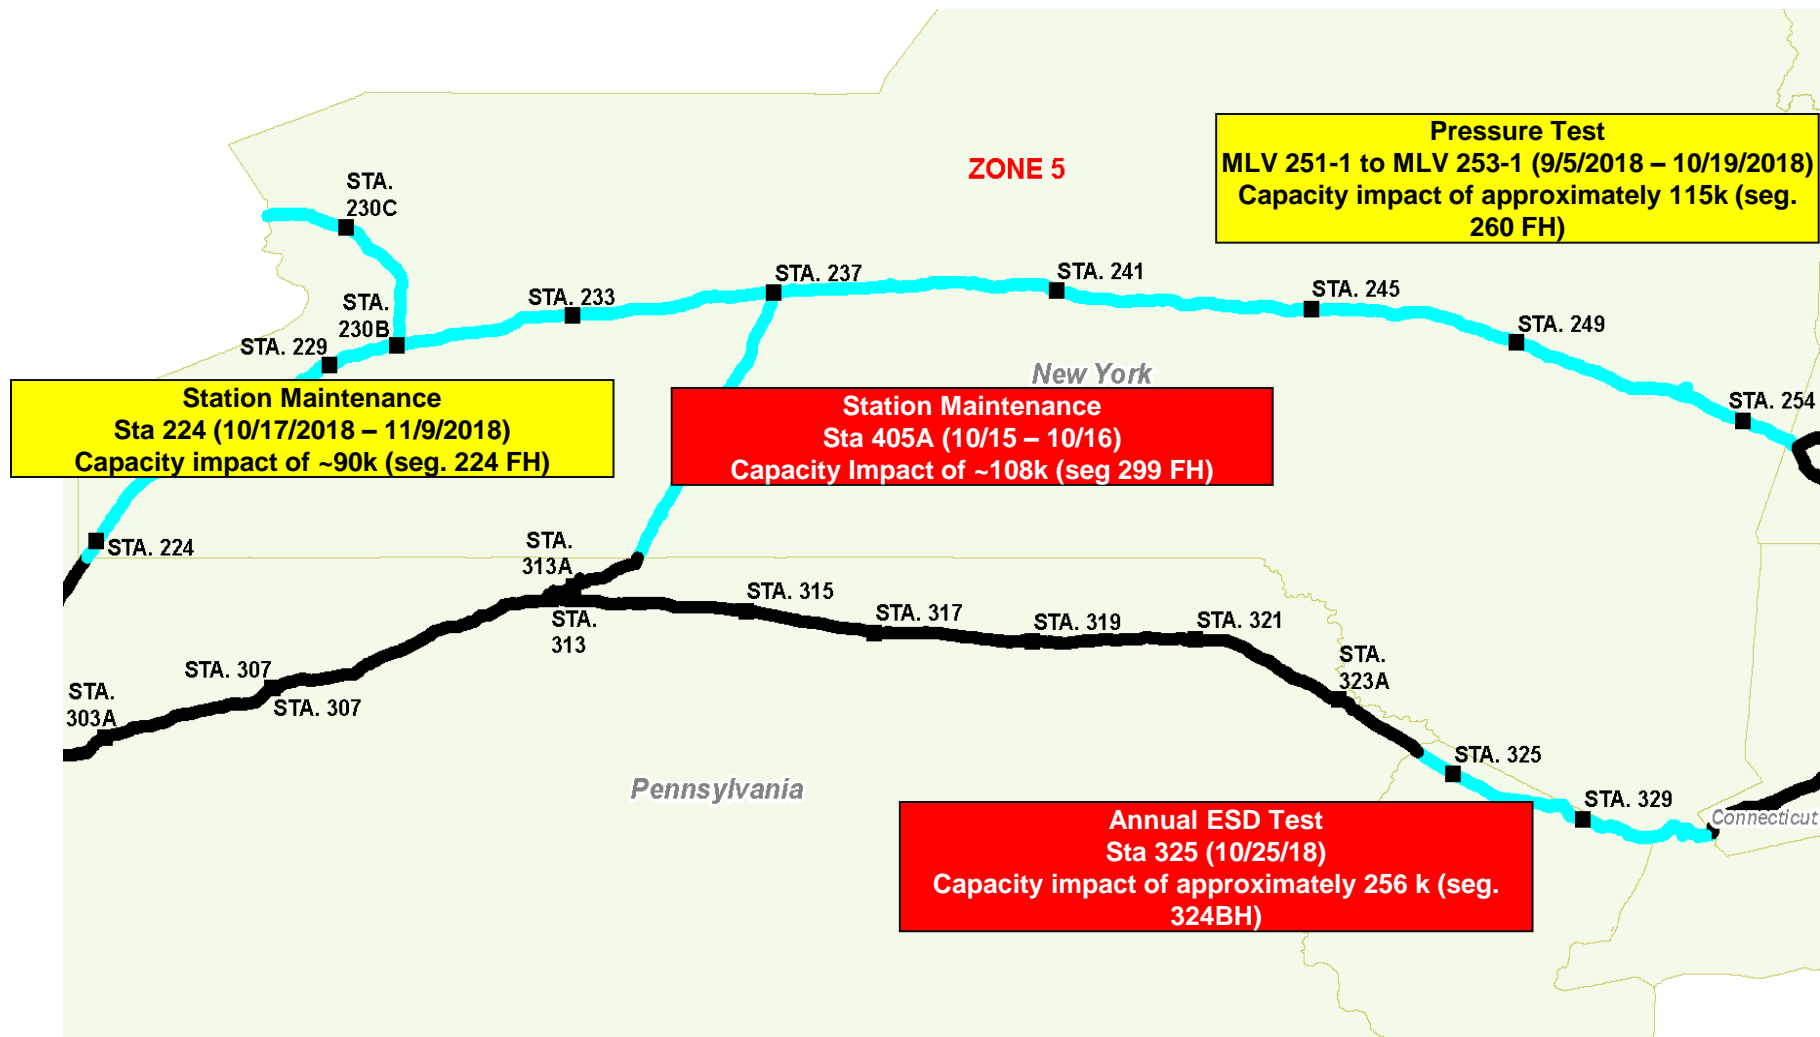 Pressure Test
MLV 251-1 to MLV 253-1 (9/5/2018 – 10/19/2018)
Capacity impact of approximately 115k (seg.
260 FH)
ZONE 5
STA.
230C
STA. 237
STA. 241
STA. 245
STA. 233
STA.
230B
STA. 249
STA. 229
New York
Station Maintenance
Sta 224 (10/17/2018 – 11/9/2018)
Capacity impact of ~90k (seg. 224 FH)
Station Maintenance
Sta 405A (10/15 – 10/16)
Capacity Impact of ~108k (seg 299 FH)
STA. 254
STA. 224
STA.
313A
STA. 315
STA.
313
STA. 317
STA. 319
STA. 321
STA.
323A
STA. 307
STA. 307
STA.
303A
STA. 325
Pennsylvania
STA. 329
Connecticut
Annual ESD Test
Sta 325 (10/25/18)
Capacity impact of approximately 256 k (seg.
324BH)